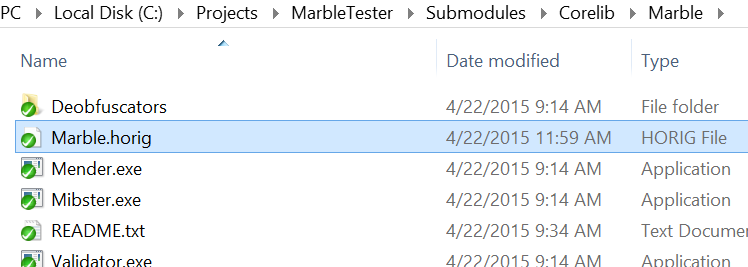 PC Local Disk (C:) Projects MarbleTester Submodules Corelib Marble
Name Date modified Type
Deobfuscators 4/22/2015 9:14 AM File folder
Marble.horig 4/22/2015 11:59 AM HORIG File
Mender.exe 4/22/2015 9:14 AM Application
Mibster.exe 4/22/2015 9:14 AM Application
README.txt 4/22/2015 9:34 AM Text Docume
Validator.exe 4/22/2015 9:14 AM Application